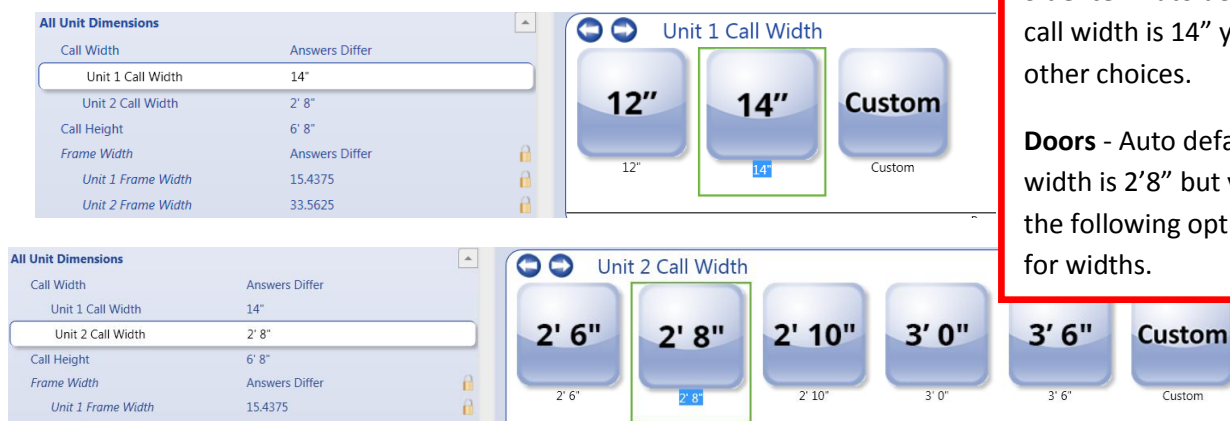 All Unit Dimensions
Call Width Answers Differ
Unit 1 Call Width 14"
Unit 2 Call Width 2' 8"
Call Height 6' 8"
Frame Width Answers Differ
Unit 1 Frame Width 15.4375
Unit 2 Frame Width 33.5625
Unit 1 Call Width
12” 14” Custom
12" 14" Custom
call width is 14”
other choices.
Doors - Auto
width is 2’8” but
the following
for widths.
All Unit Dimensions
Call Width Answers Differ
Unit 1 Call Width 14"
Unit 2 Call Width 2' 8"
Call Height 6' 8"
Frame Width Answers Differ
Unit 1 Frame Width 15.4375
Unit 2 Call Width
2' 6" 2' 8" 2' 10" 3’ 0" 3’ 6" Custom
2' 6" 2' 8" 2' 10" 3' 0" 3' 6" Custom